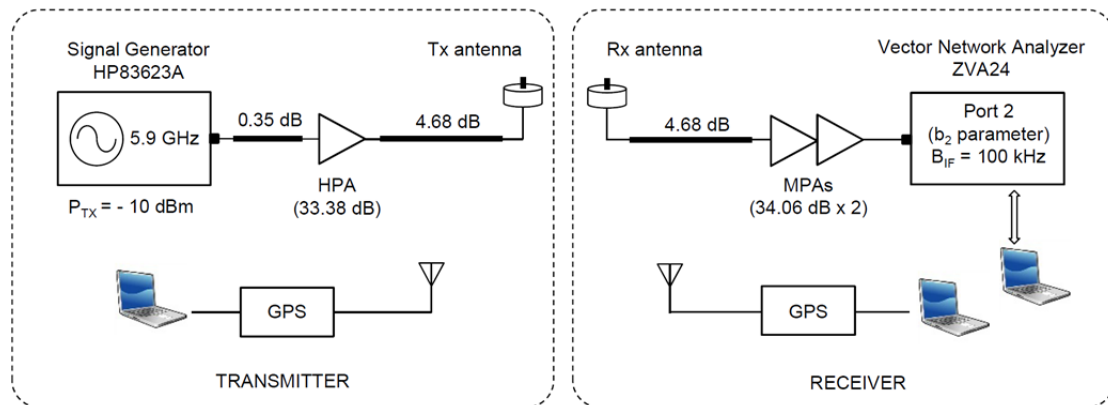 Signal Generator
HP83623A
Tx antenna
5.9 GHz
0.35 dB
4.68 dB
HPA
(33.38 dB)
P_TX = - 10 dBm
GPS
TRANSMITTER
Rx antenna
Vector Network Analyzer
ZVA24
4.68 dB
Port 2
(b₂ parameter)
B_IF = 100 kHz
MPAs
(34.06 dB x 2)
GPS
RECEIVER